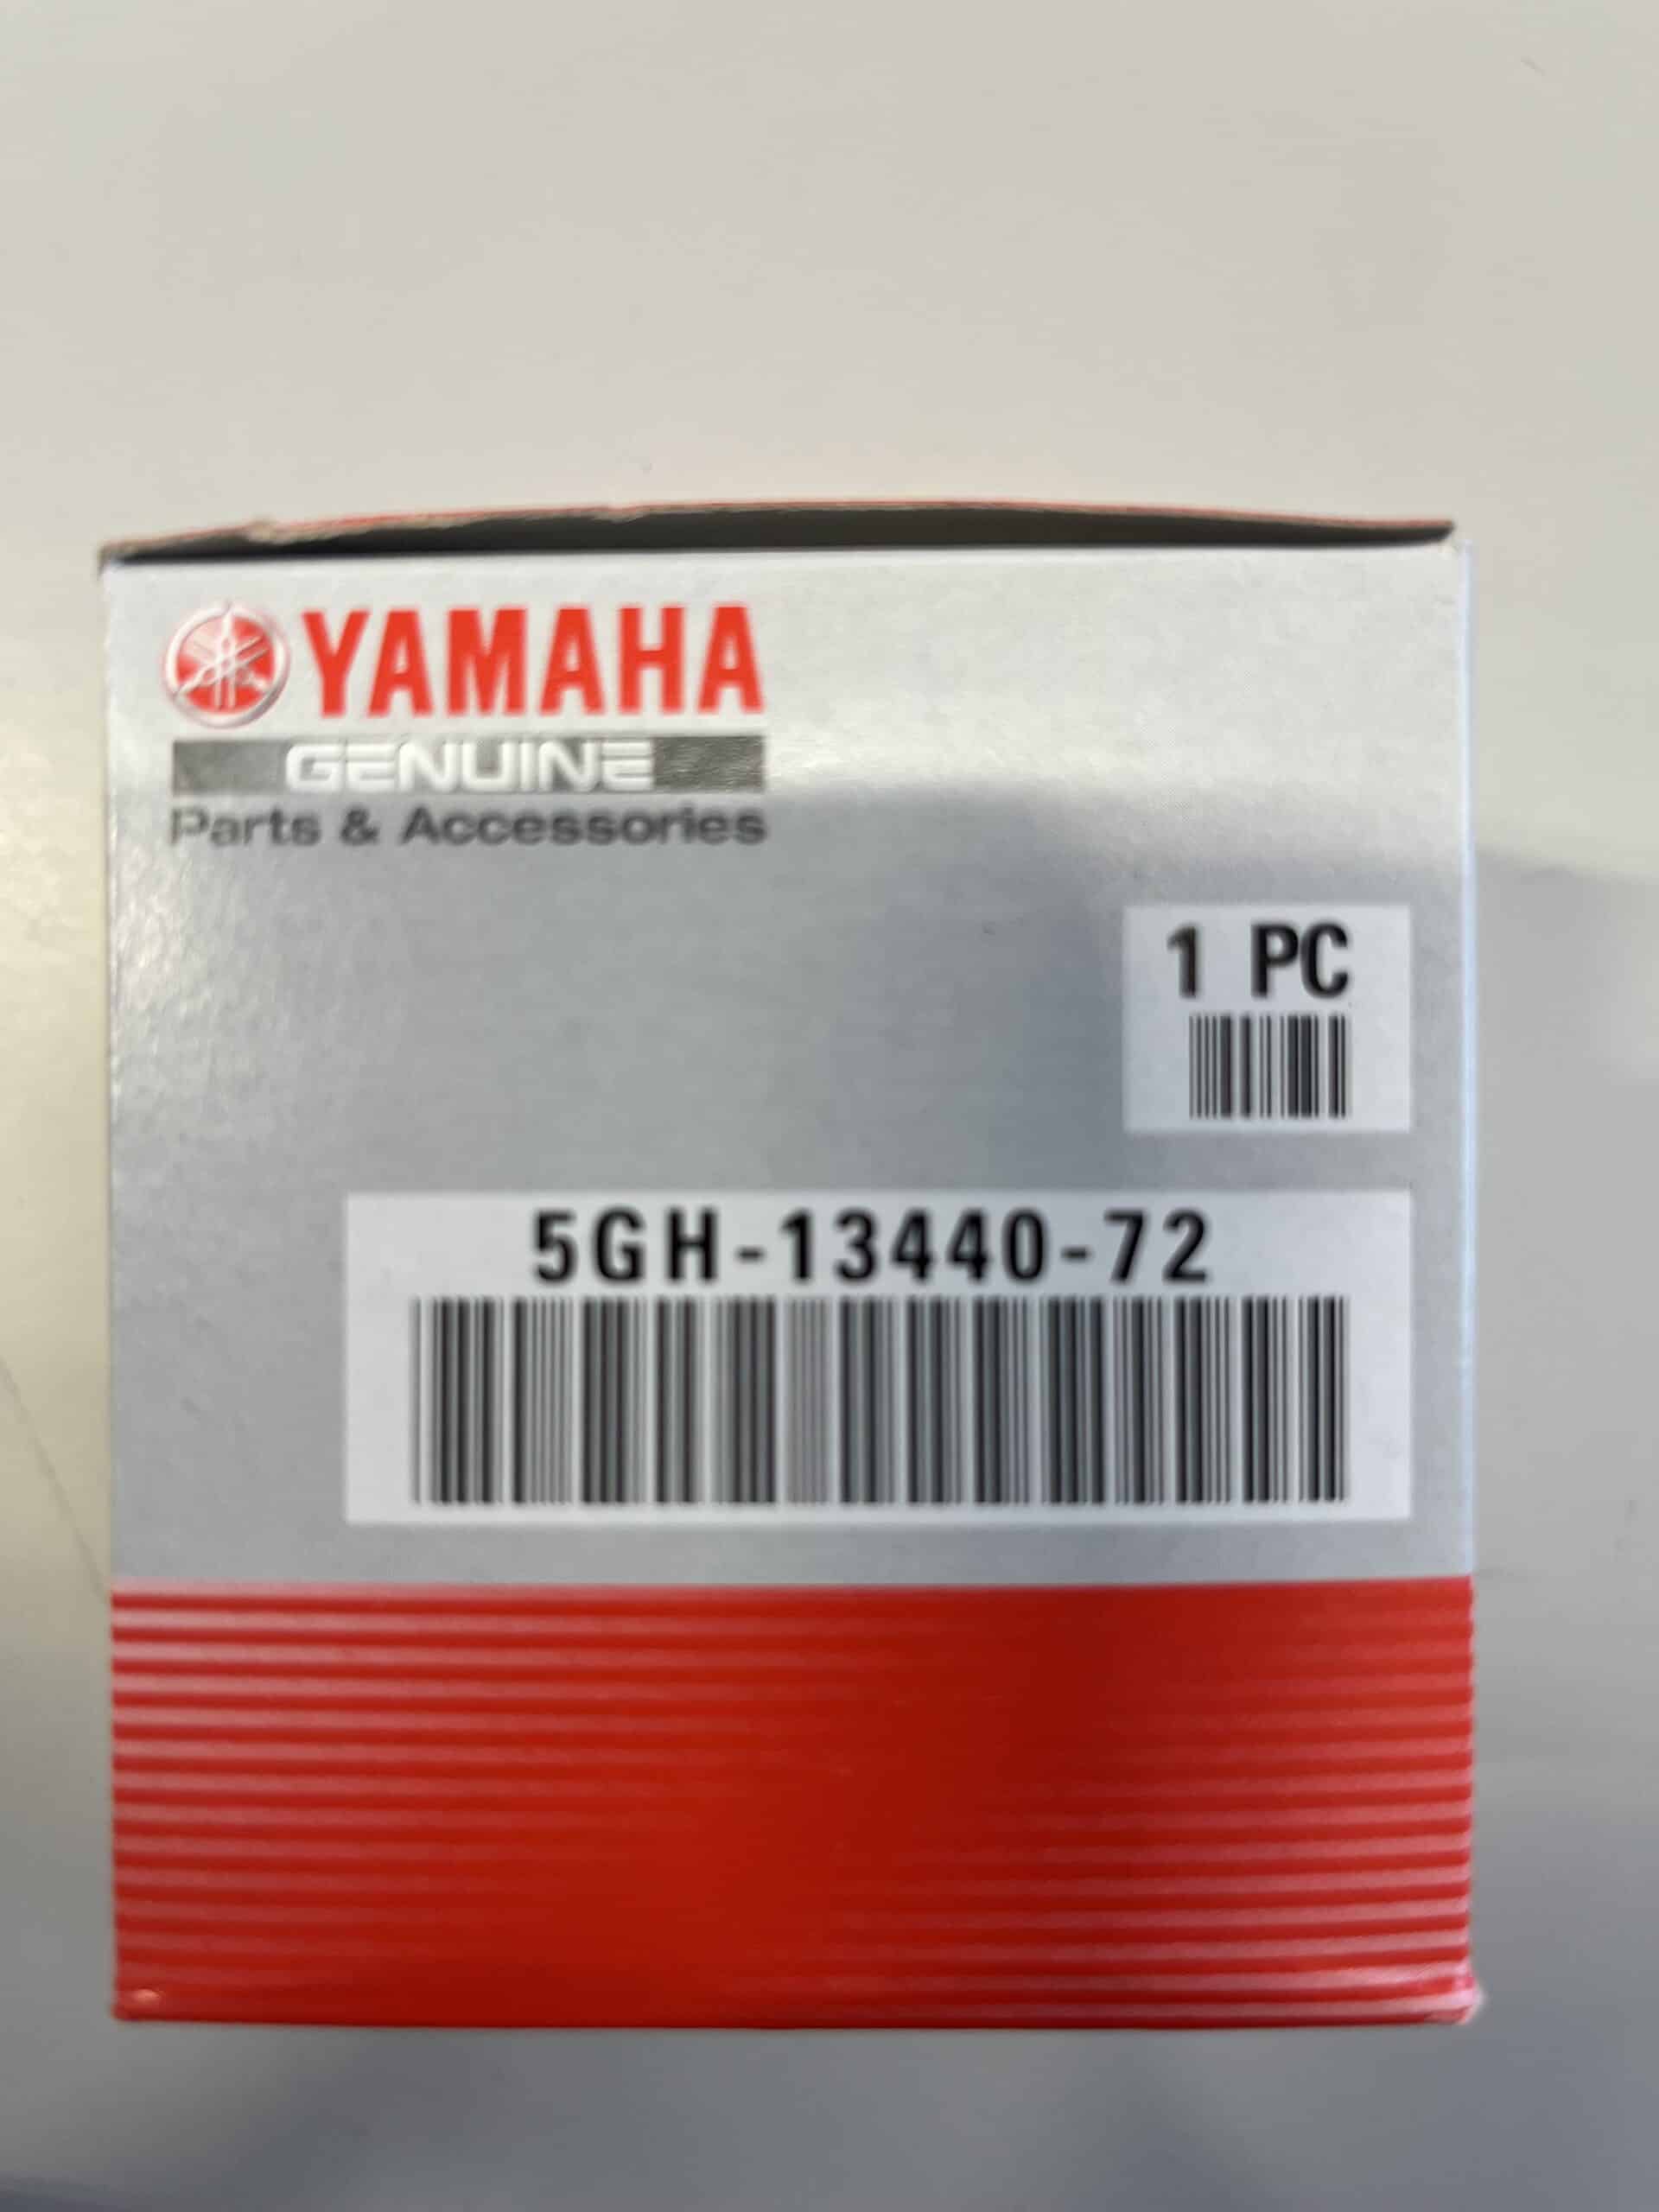 YAMAHA
GENUINE
Parts & Accessories
1 PC
5GH-13440-72